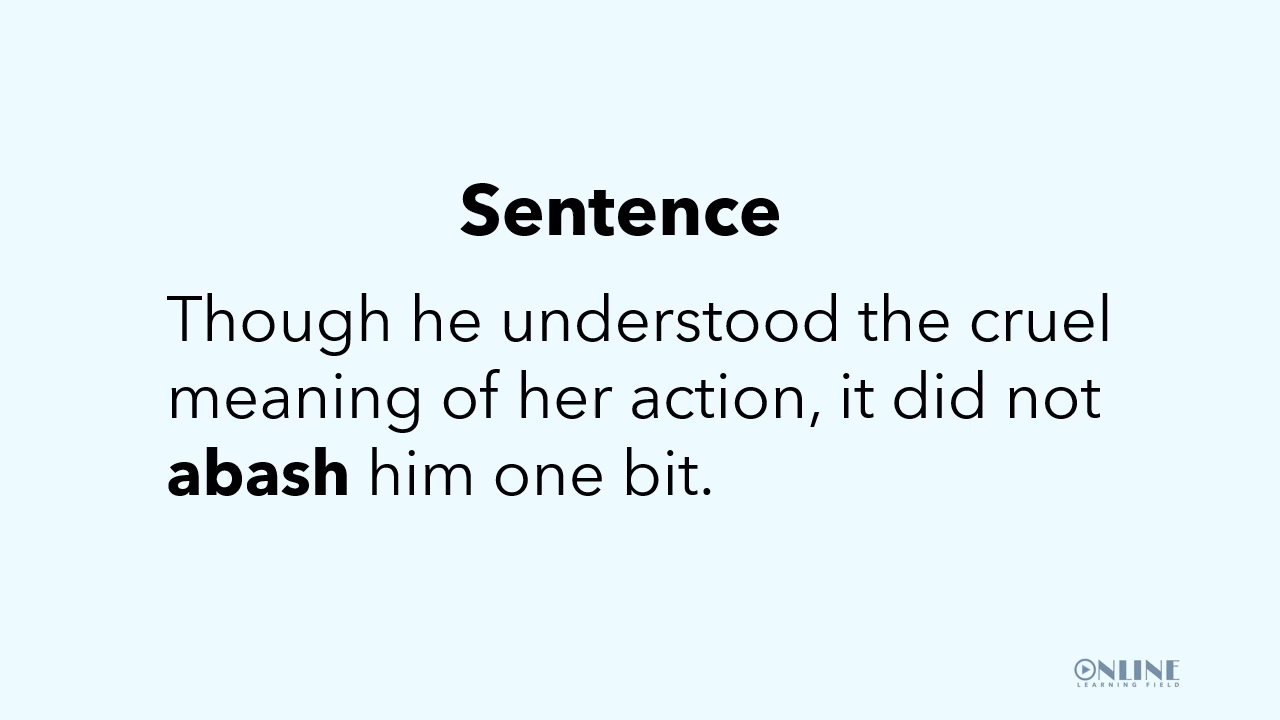 Sentence
Though he understood the cruel
meaning of her action, it did not
abash him one bit.
ONLINE
LEARNING FIELD